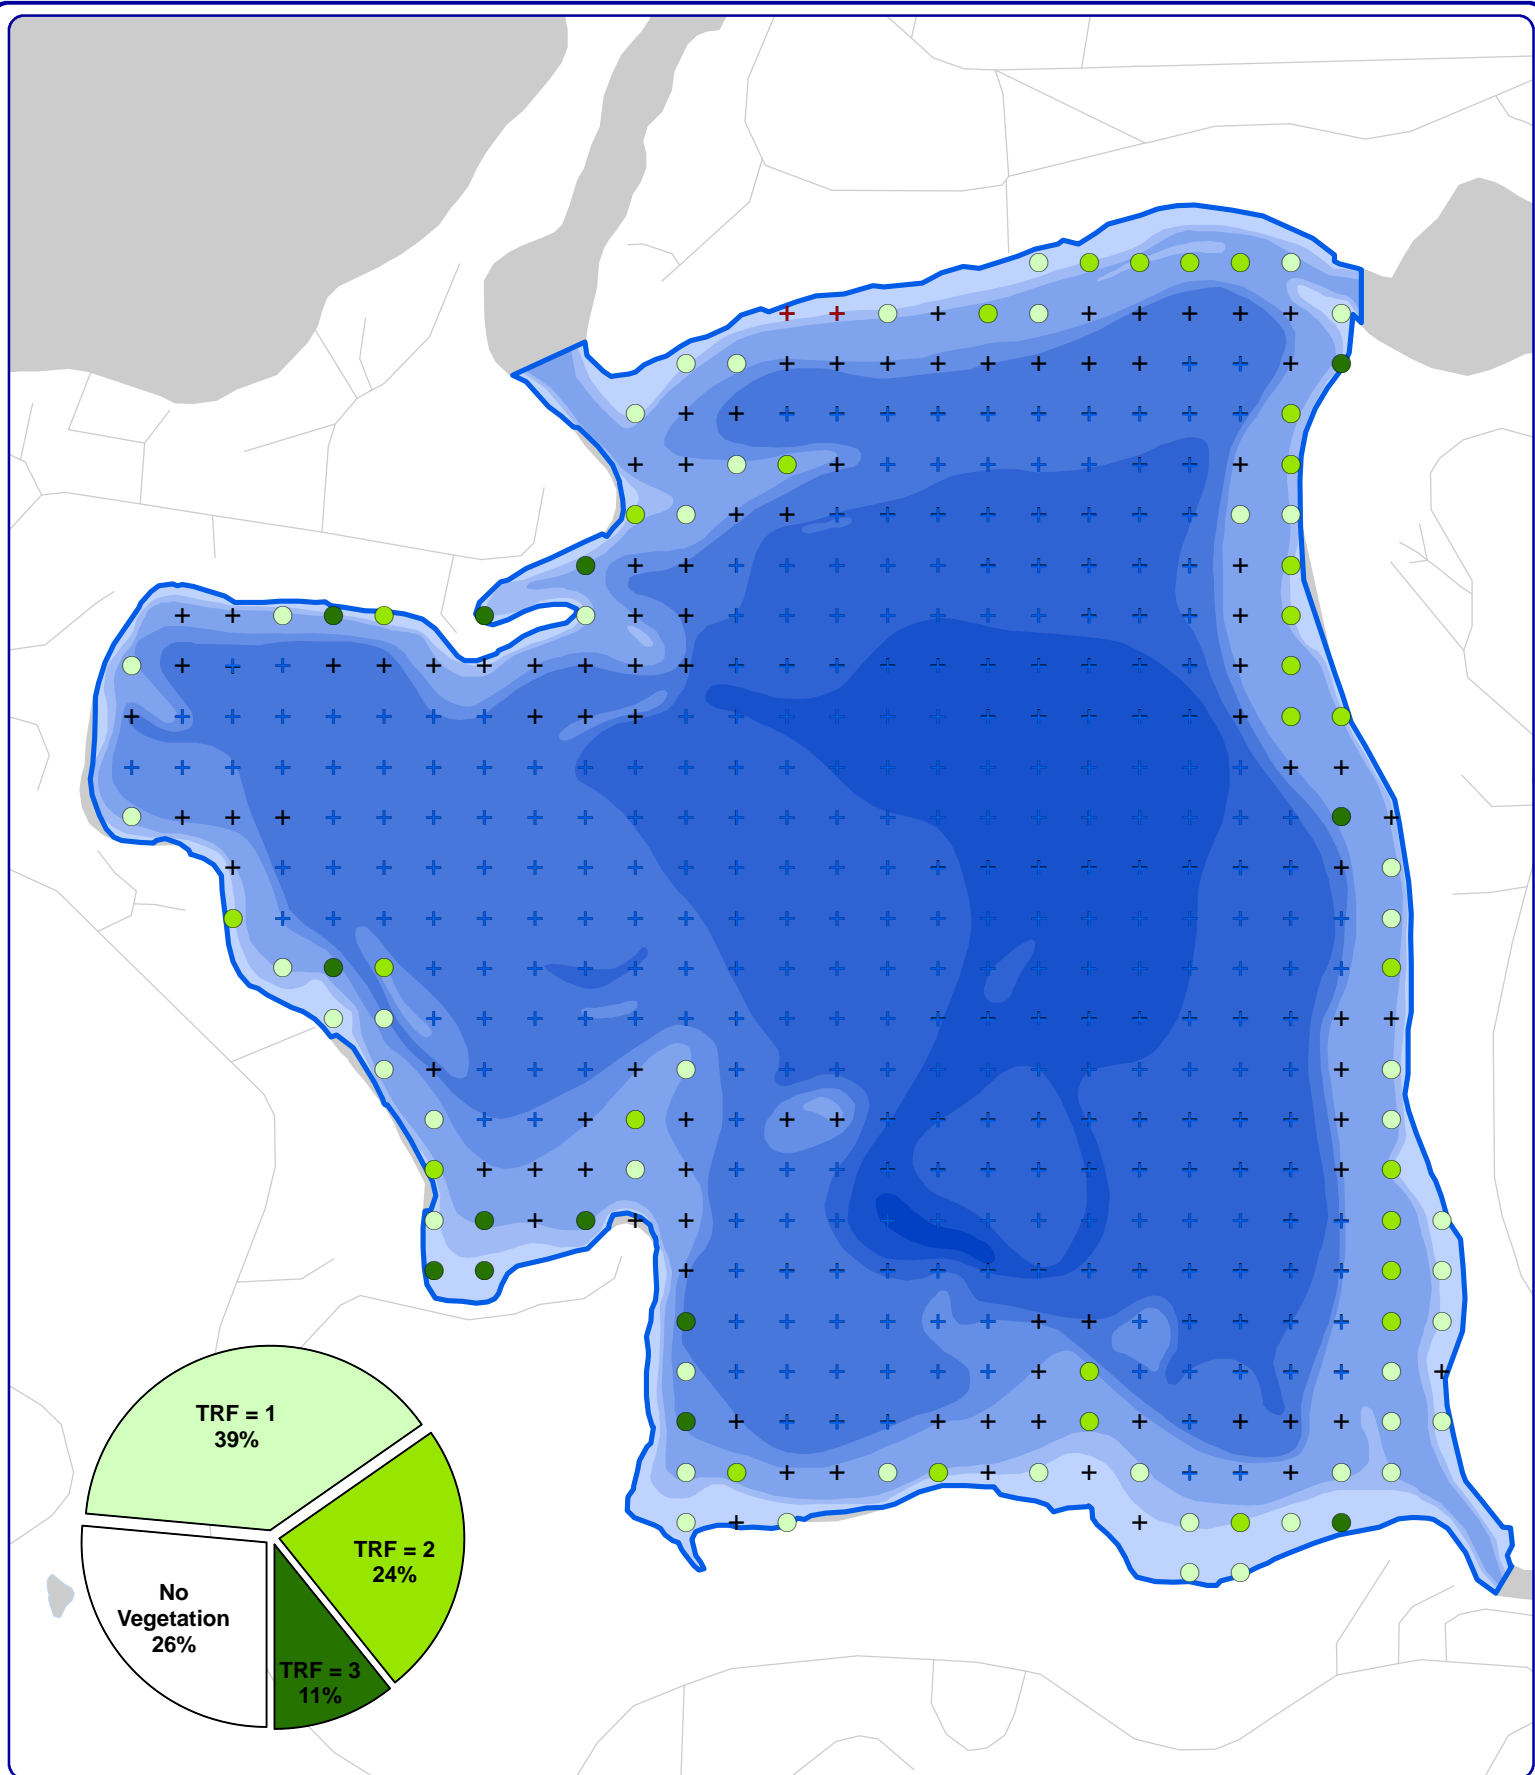 TRF = 1
39%
TRF = 2
24%
No
Vegetation
26%
TRF = 3
11%